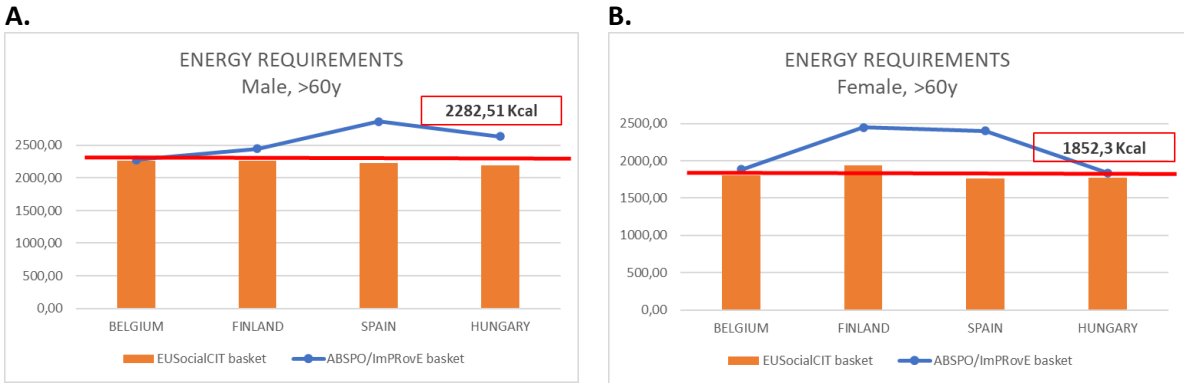 A.
ENERGY REQUIREMENTS
Male, >60y
2282,51 Kcal
2500,00
2000,00
1500,00
1000,00
500,00
0,00
BELGIUM FINLAND SPAIN HUNGARY
EUSocialCIT basket ABSPO/ImPRovE basket
B.
ENERGY REQUIREMENTS
Female, >60y
2500,00
1852,3 Kcal
2000,00
1500,00
1000,00
500,00
0,00
BELGIUM FINLAND SPAIN HUNGARY
EUSocialCIT basket ABSPO/ImPRovE basket